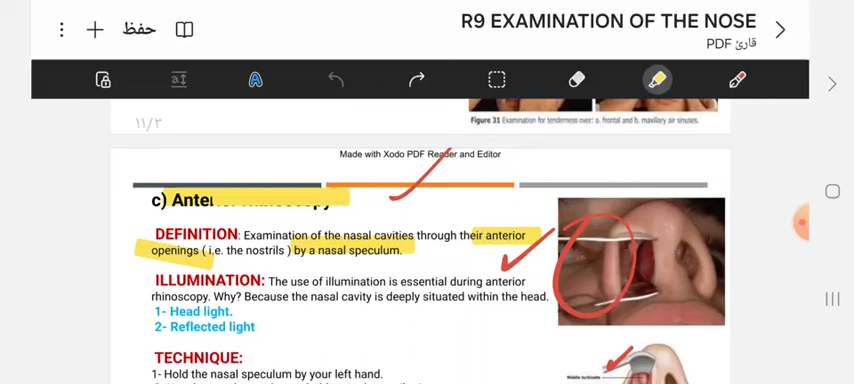 حفظ
R9 EXAMINATION OF THE NOSE
قارئ PDF
١١/٣
Figure 31 Examination for tenderness over: a. frontal and b. maxillary air sinuses.
Made with Xodo PDF Reader and Editor
c) Anterior rhinoscopy
DEFINITION: Examination of the nasal cavities through their anterior
openings ( i.e. the nostrils ) by a nasal speculum.
ILLUMINATION: The use of illumination is essential during anterior
rhinoscopy. Why? Because the nasal cavity is deeply situated within the head.
1- Head light.
2- Reflected light
TECHNIQUE:
1- Hold the nasal speculum by your left hand.
Middle turbinate